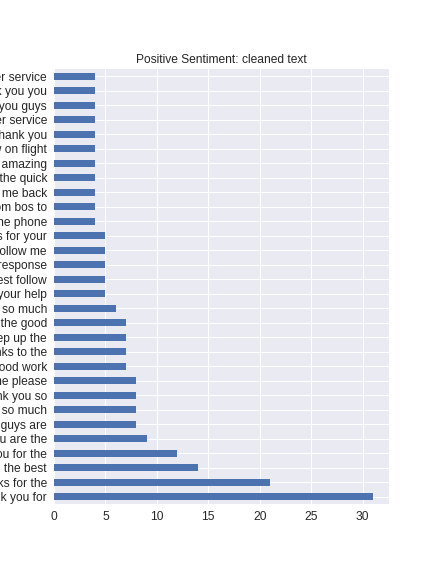 Positive Sentiment: cleaned text
er service
k you you
you guys
er service
hank you
on flight
amazing
the quick
me back
om bos to
he phone
s for your
ollow me
response
est follow
your help
so much
the good
ep up the
nks to the
ood work
ne please
nk you so
so much
guys are
u are the
ou for the
the best
ks for the
k you for
0 5 10 15 20 25 30